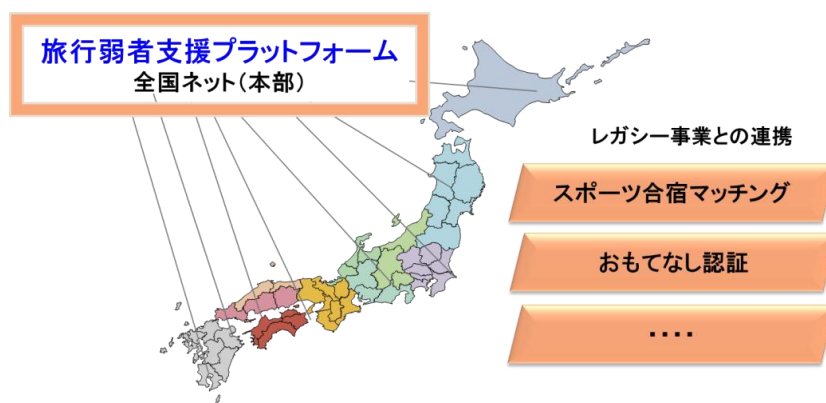 旅行弱者支援プラットフォーム
全国ネット(本部)
レガシー事業との連携
スポーツ合宿マッチング
おもてなし認証
・・・・